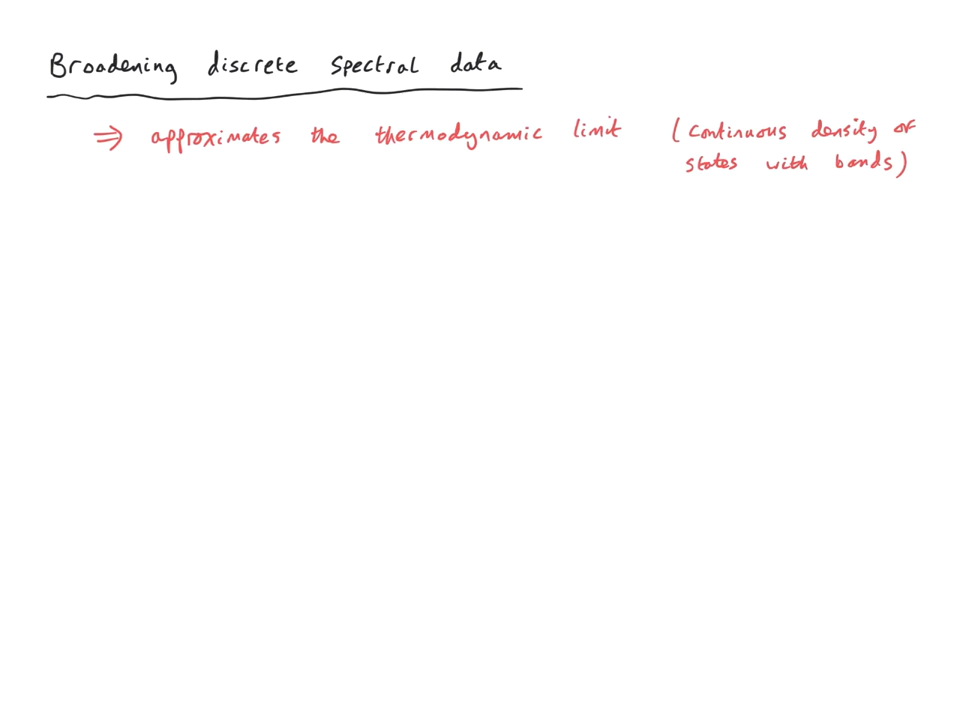 Broadening discrete spectral data
⇒ approximates the thermodynamic limit (continuous density of
states with bands)